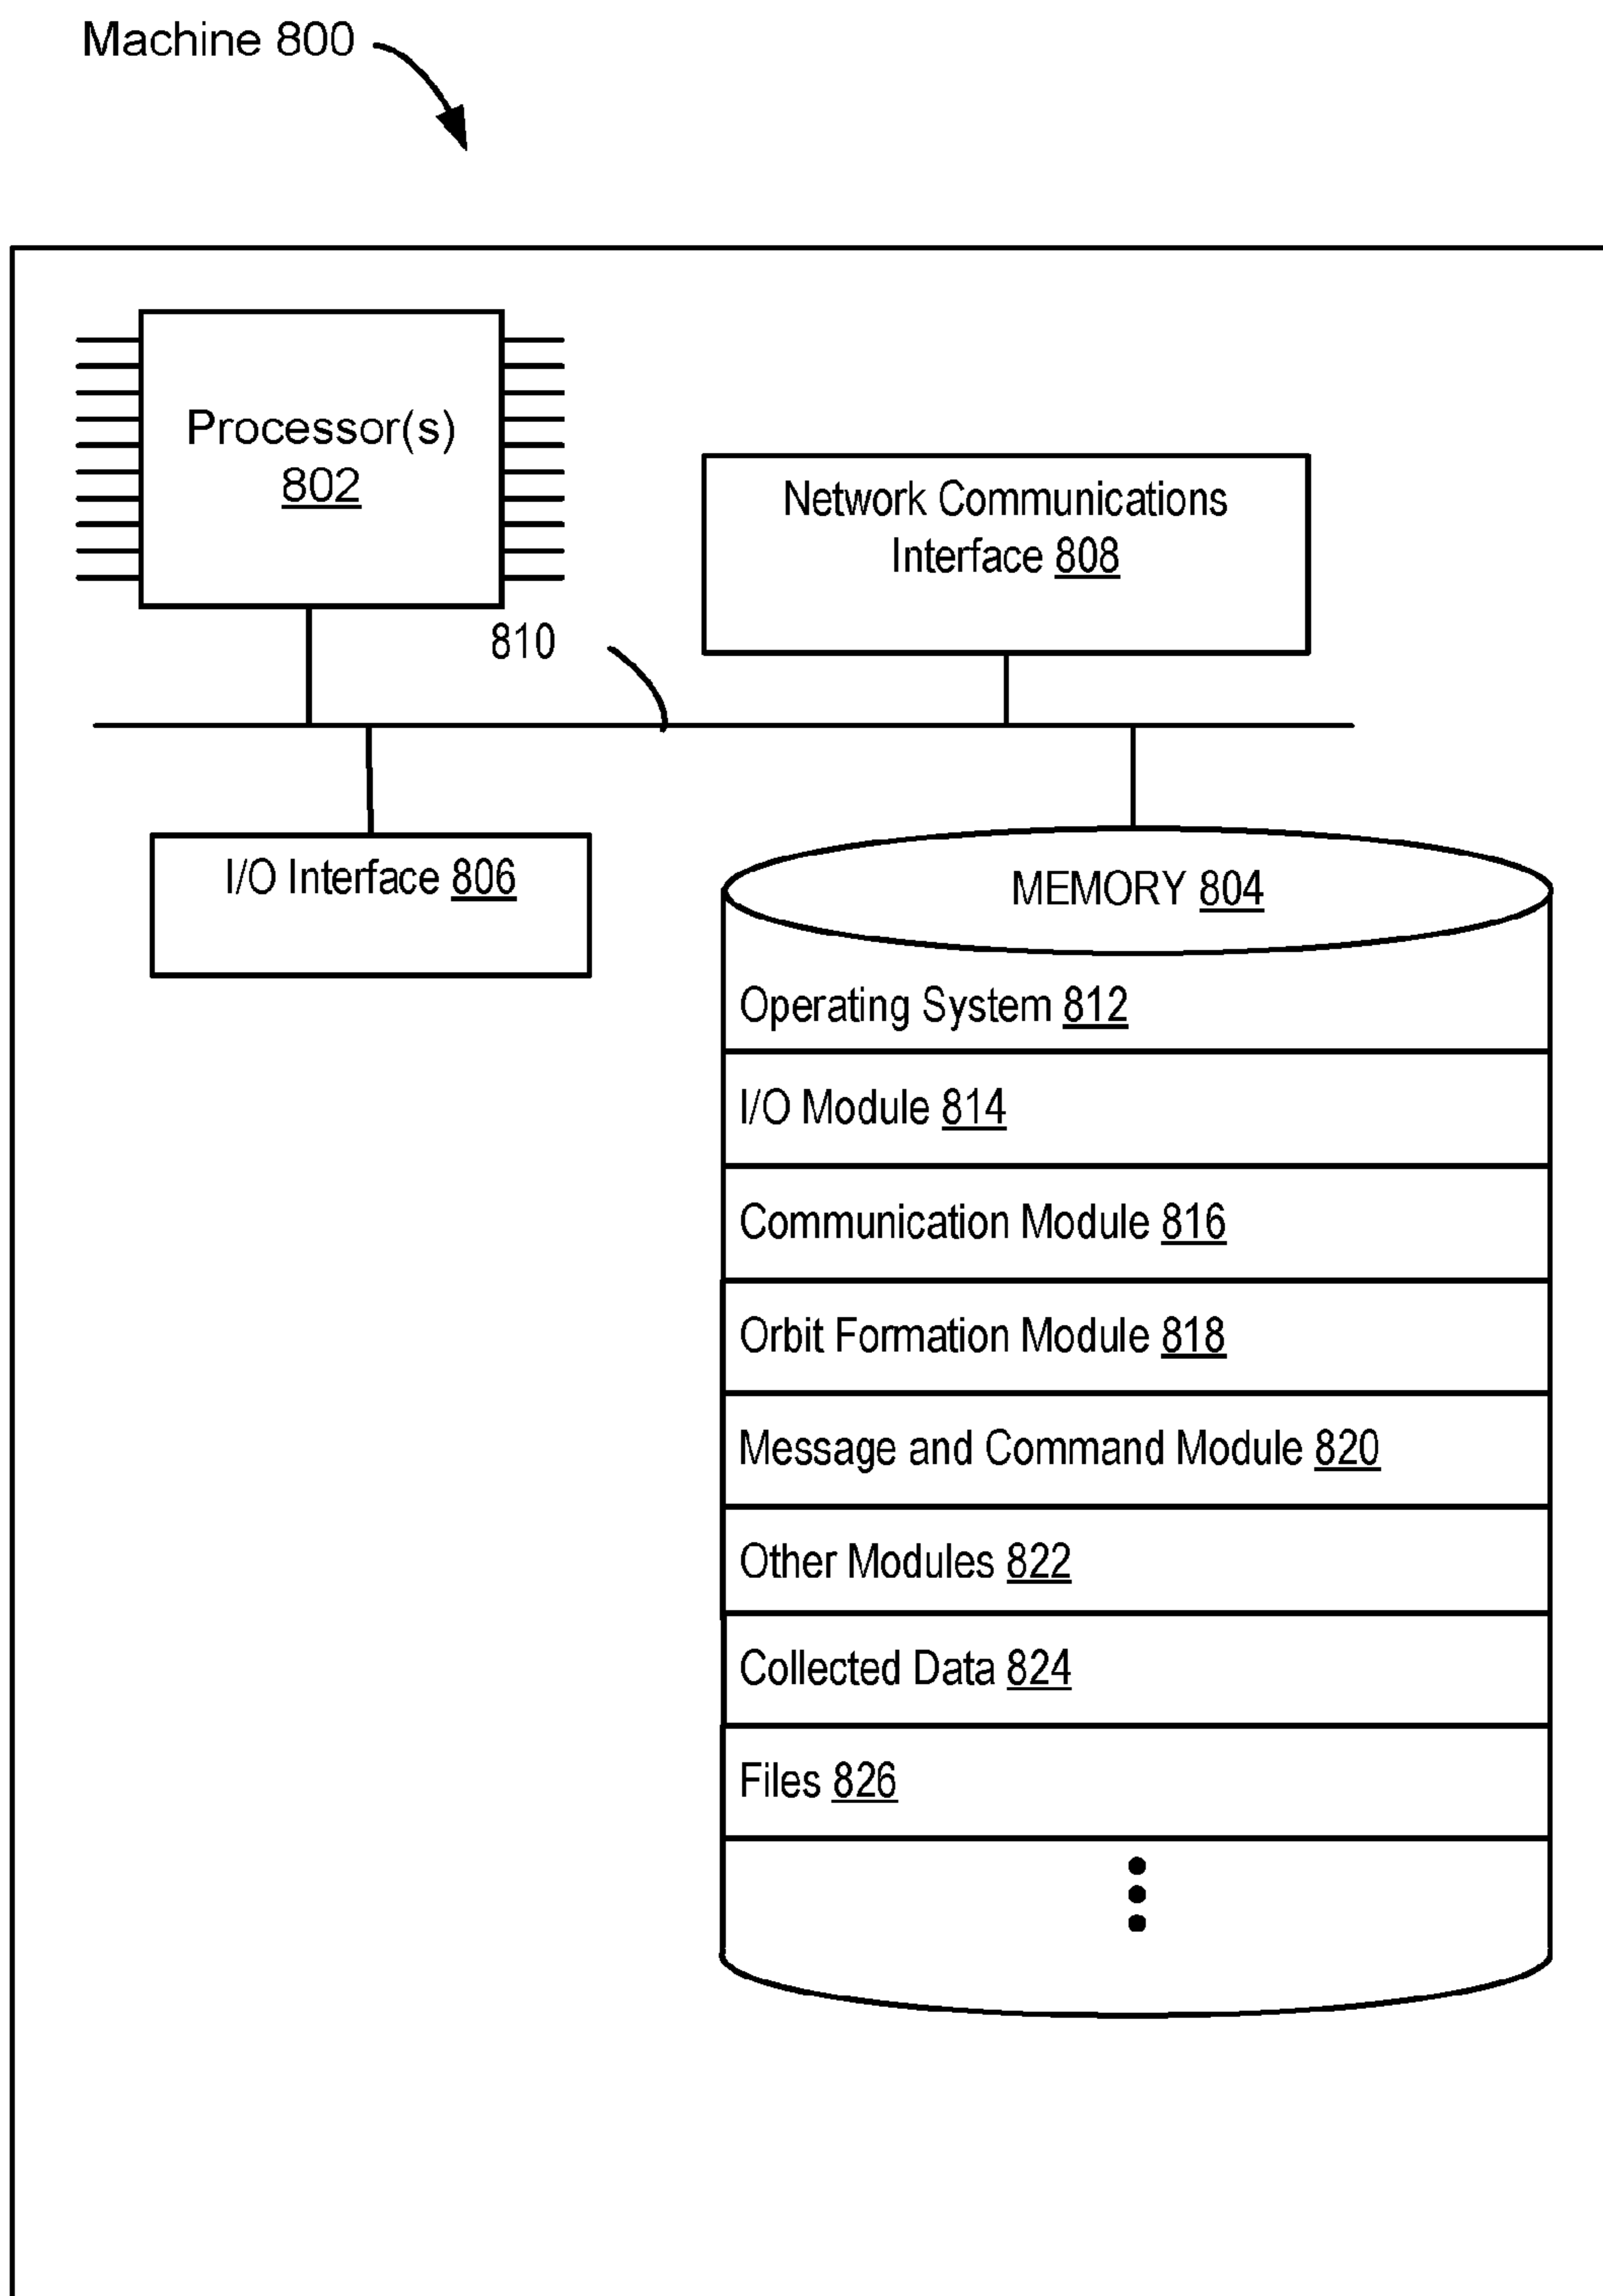 Machine 800
Processor(s)
802
Network Communications
Interface 808
810
I/O Interface 806
MEMORY 804
Operating System 812
I/O Module 814
Communication Module 816
Orbit Formation Module 818
Message and Command Module 820
Other Modules 822
Collected Data 824
Files 826